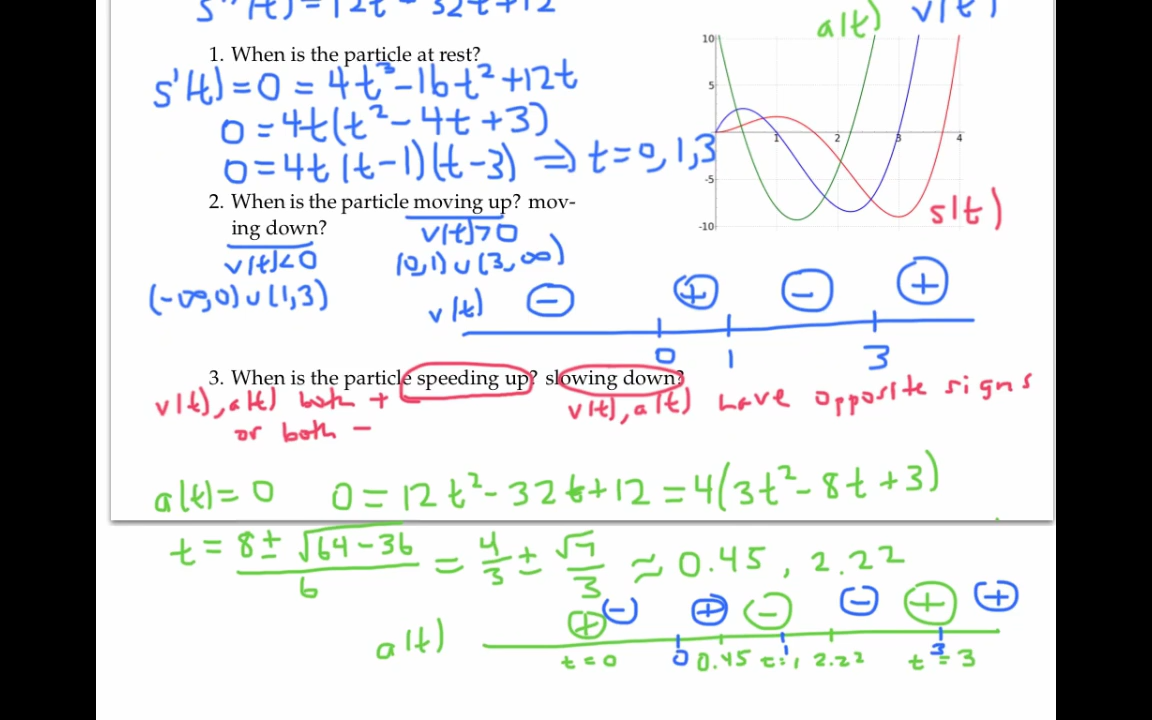 s''(t) = 12t² - 32t + 12
1. When is the particle at rest?
s'(t) = 0 = 4t³ - 16t² + 12t
0 = 4t(t² - 4t + 3)
0 = 4t(t-1)(t-3) ⇒ t = 0, 1, 3
a(t) v(t)
10
5
-5
-10
1 2 3 4
s(t)
2. When is the particle moving up? mov-
ing down?
v(t) > 0
v(t) < 0
(0,1) ∪ (3,∞)
(-∞,0) ∪ (1,3)
v(t) - + - +
0 1 3
3. When is the particle speeding up? slowing down?
v(t), a(t) both +
or both -
v(t), a(t) have opposite signs
a(t) = 0 0 = 12t² - 32t + 12 = 4(3t² - 8t + 3)
t = 8 ± √64-36 / 6 = 4/3 ± √7/3 ≈ 0.45, 2.22
a(t) + - + - - + +
t=0 0 0.45 t=1 1 2.22 t=3 3